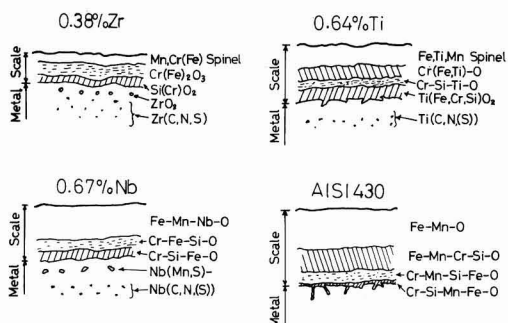 0.38%Zr
Scale
Metal
Mn,Cr(Fe) Spinel
Cr(Fe)₂O₃
Si(Cr)O₂
ZrO₂
Zr(C,N,S)
0.64%Ti
Scale
Metal
Fe,Ti,Mn Spinel
Cr(Fe,Ti)-O
Cr-Si-Ti-O
Ti(Fe,Cr,Si)O₂
Ti(C,N,(S))
0.67%Nb
Scale
Metal
Fe-Mn-Nb-O
Cr-Fe-Si-O
Cr-Si-Fe-O
Nb(Mn,S)-
Nb(C,N,(S))
AISI 430
Scale
Metal
Fe-Mn-O
Fe-Mn-Cr-Si-O
Cr-Mn-Si-Fe-O
Cr-Si-Mn-Fe-O